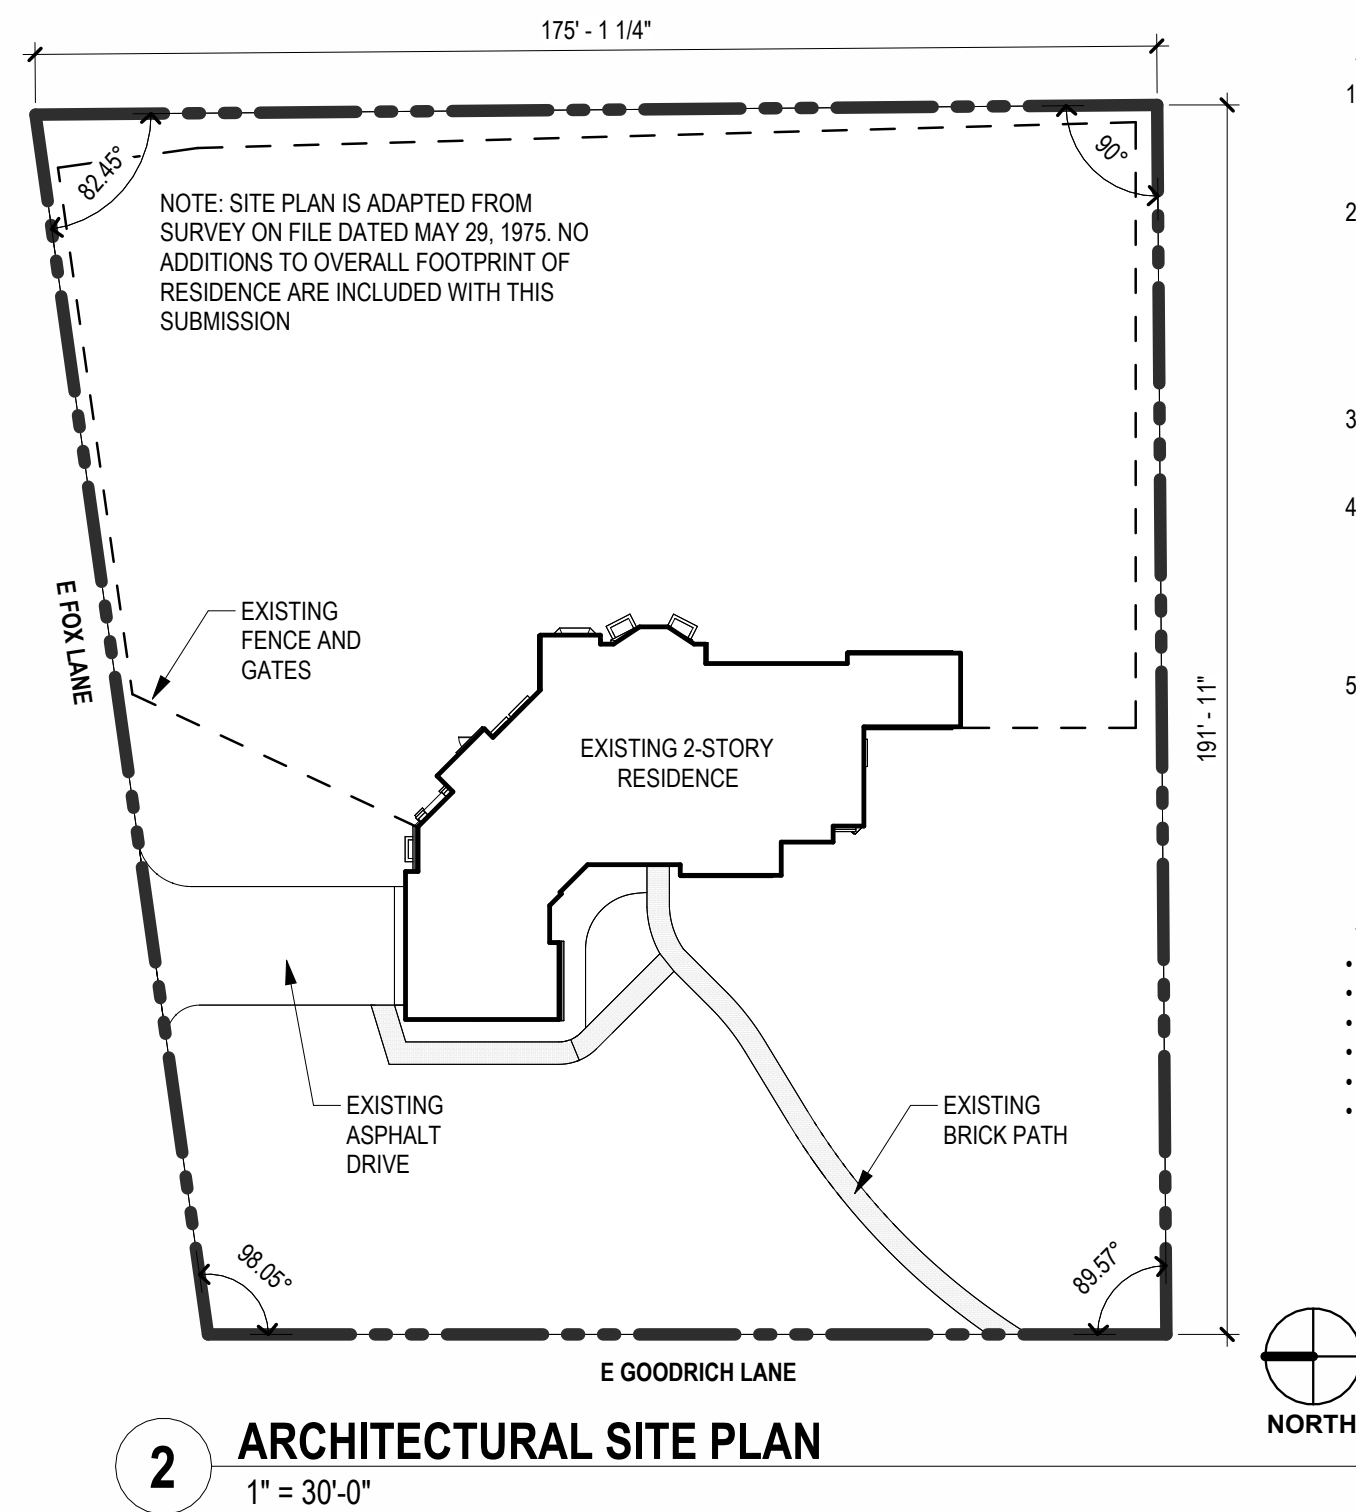 175' - 1 1/4"
1
82.45°
90°
NOTE: SITE PLAN IS ADAPTED FROM
SURVEY ON FILE DATED MAY 29, 1975. NO
ADDITIONS TO OVERALL FOOTPRINT OF
RESIDENCE ARE INCLUDED WITH THIS
SUBMISSION
2
3
4
E FOX LANE
EXISTING
FENCE AND
GATES
5
191' - 11"
EXISTING 2-STORY
RESIDENCE
EXISTING
ASPHALT
DRIVE
EXISTING
BRICK PATH
98.05°
89.57°
E GOODRICH LANE
NORTH
2
ARCHITECTURAL SITE PLAN
1" = 30'-0"